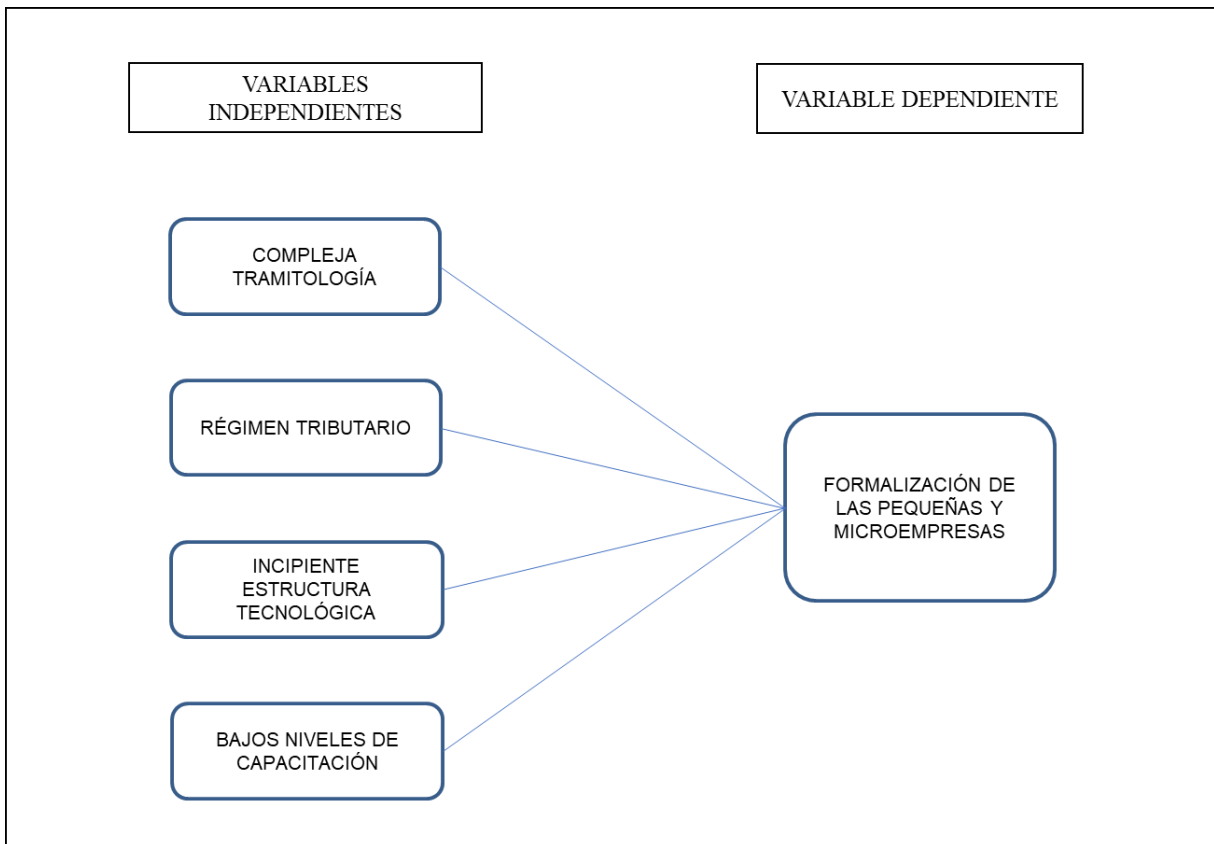 VARIABLES
INDEPENDIENTES
VARIABLE DEPENDIENTE
COMPLEJA
TRAMITOLOGÍA
RÉGIMEN TRIBUTARIO
INCIPIENTE
ESTRUCTURA
TECNOLÓGICA
BAJOS NIVELES DE
CAPACITACIÓN
FORMALIZACIÓN DE
LAS PEQUEÑAS Y
MICROEMPRESAS